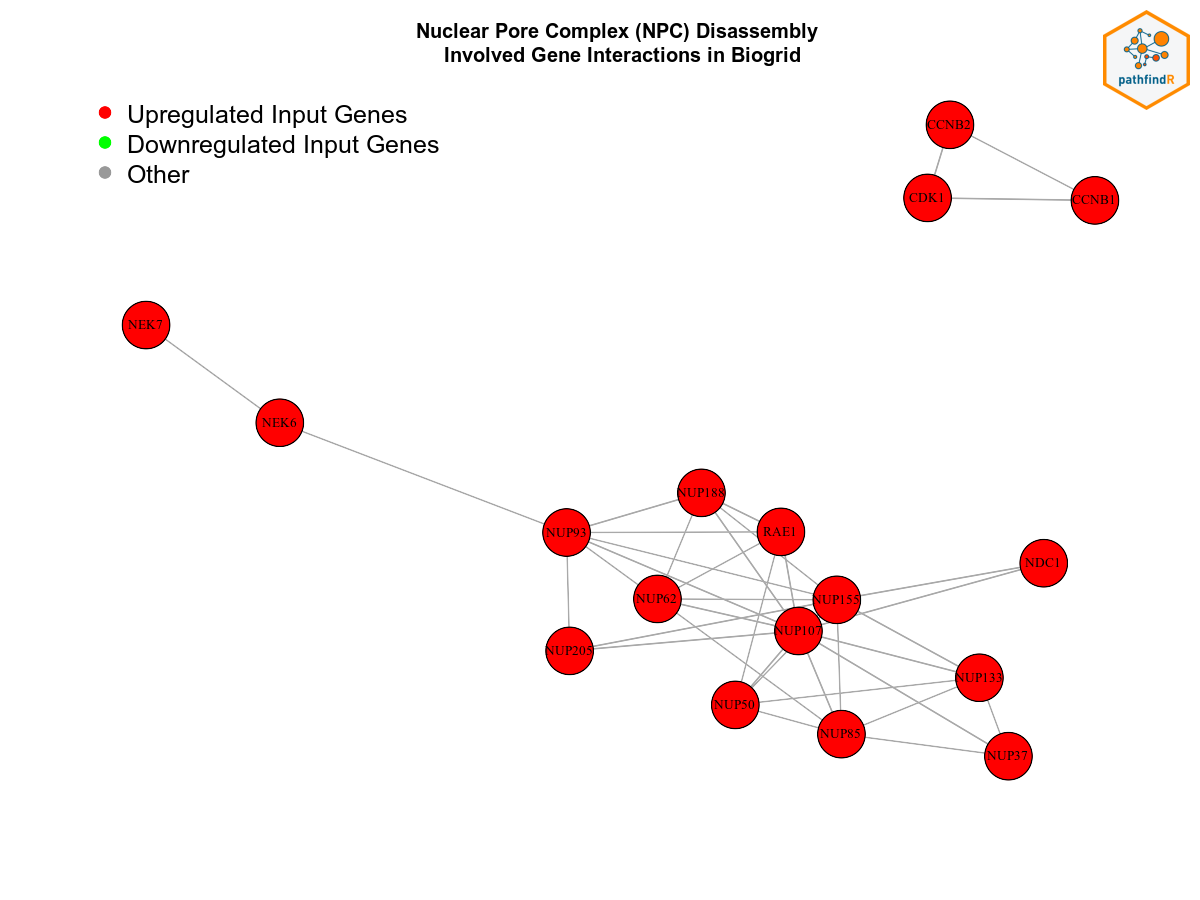 Nuclear Pore Complex (NPC) Disassembly
Involved Gene Interactions in Biogrid
pathfindR
Upregulated Input Genes
Downregulated Input Genes
Other
CCNB2
CDK1
CCNB1
NEK7
NEK6
NUP188
NUP93
RAE1
NDC1
NUP62
NUP155
NUP107
NUP205
NUP133
NUP50
NUP85
NUP37